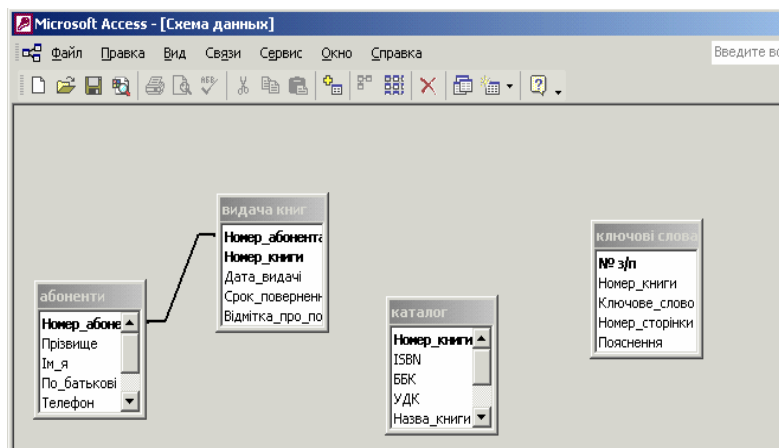 Microsoft Access - [Схема данных]
Файл Правка Вид Связи Сервис Окно Справка
Введите во
видача книг
Номер_абонента
Номер_книги
Дата_видачі
Срок_поверненн
Відмітка_про_по
ключові слова
№ з/п
Номер_книги
Ключове_слово
Номер_сторінки
Пояснення
абоненти
Номер_абоне
Прізвище
Ім_я
По_батькові
Телефон
каталог
Номер_книги
ISBN
ББК
УДК
Назва_книги